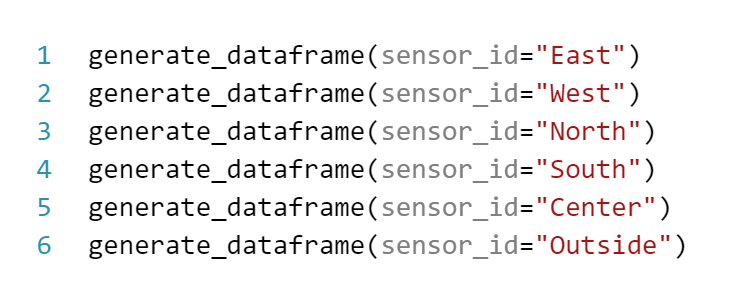 1 generate_dataframe(sensor_id="East")
2 generate_dataframe(sensor_id="West")
3 generate_dataframe(sensor_id="North")
4 generate_dataframe(sensor_id="South")
5 generate_dataframe(sensor_id="Center")
6 generate_dataframe(sensor_id="Outside")